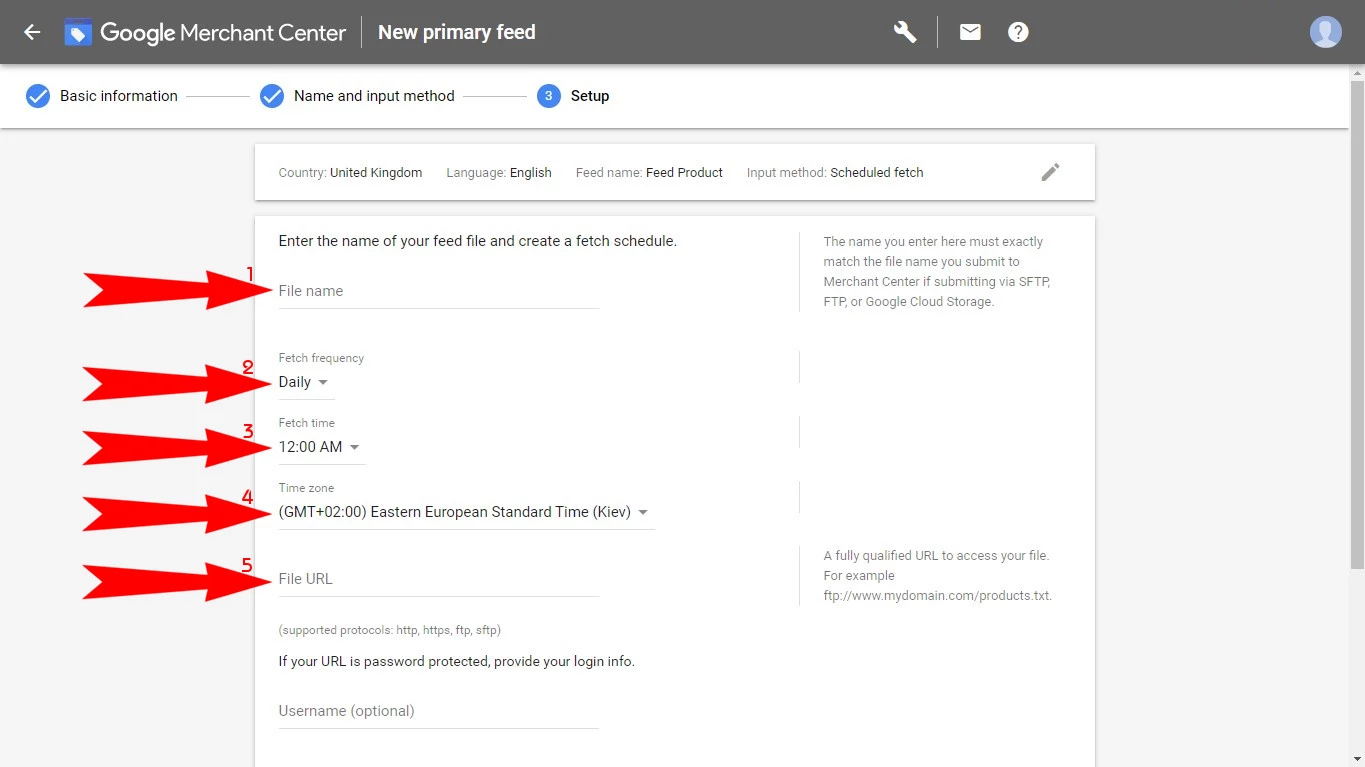 Google Merchant Center New primary feed
Basic information Name and input method 3 Setup
Country: United Kingdom Language: English Feed name: Feed Product Input method: Scheduled fetch
Enter the name of your feed file and create a fetch schedule.
1
File name
The name you enter here must exactly
match the file name you submit to
Merchant Center if submitting via SFTP,
FTP, or Google Cloud Storage.
Fetch frequency
2
Daily
Fetch time
3
12:00 AM
Time zone
4
(GMT+02:00) Eastern European Standard Time (Kiev)
5
File URL
A fully qualified URL to access your file.
For example
ftp://www.mydomain.com/products.txt.
(supported protocols: http, https, ftp, sftp)
If your URL is password protected, provide your login info.
Username (optional)